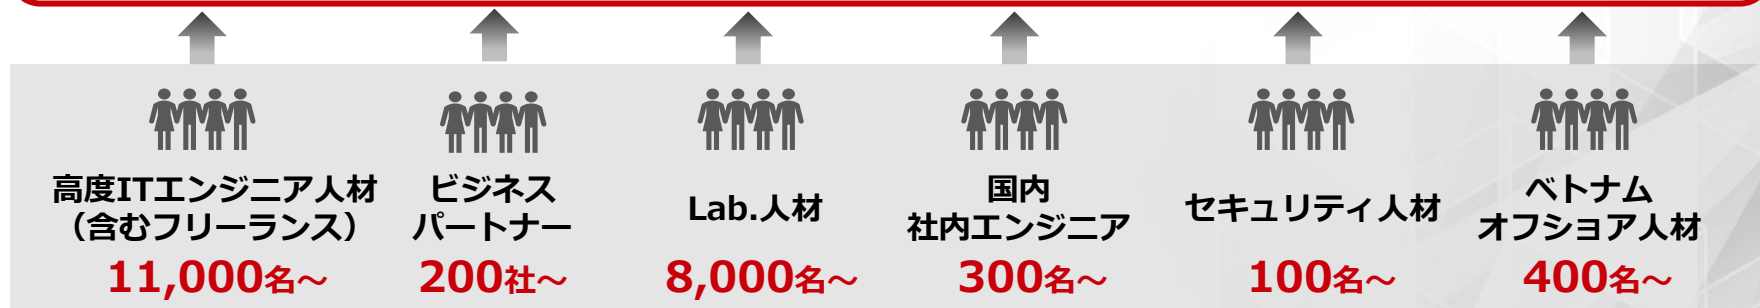 高度ITエンジニア人材
（含むフリーランス）
11,000名～
ビジネス
パートナー
200社～
Lab.人材
8,000名～
国内
社内エンジニア
300名～
セキュリティ人材
100名～
ベトナム
オフショア人材
400名～